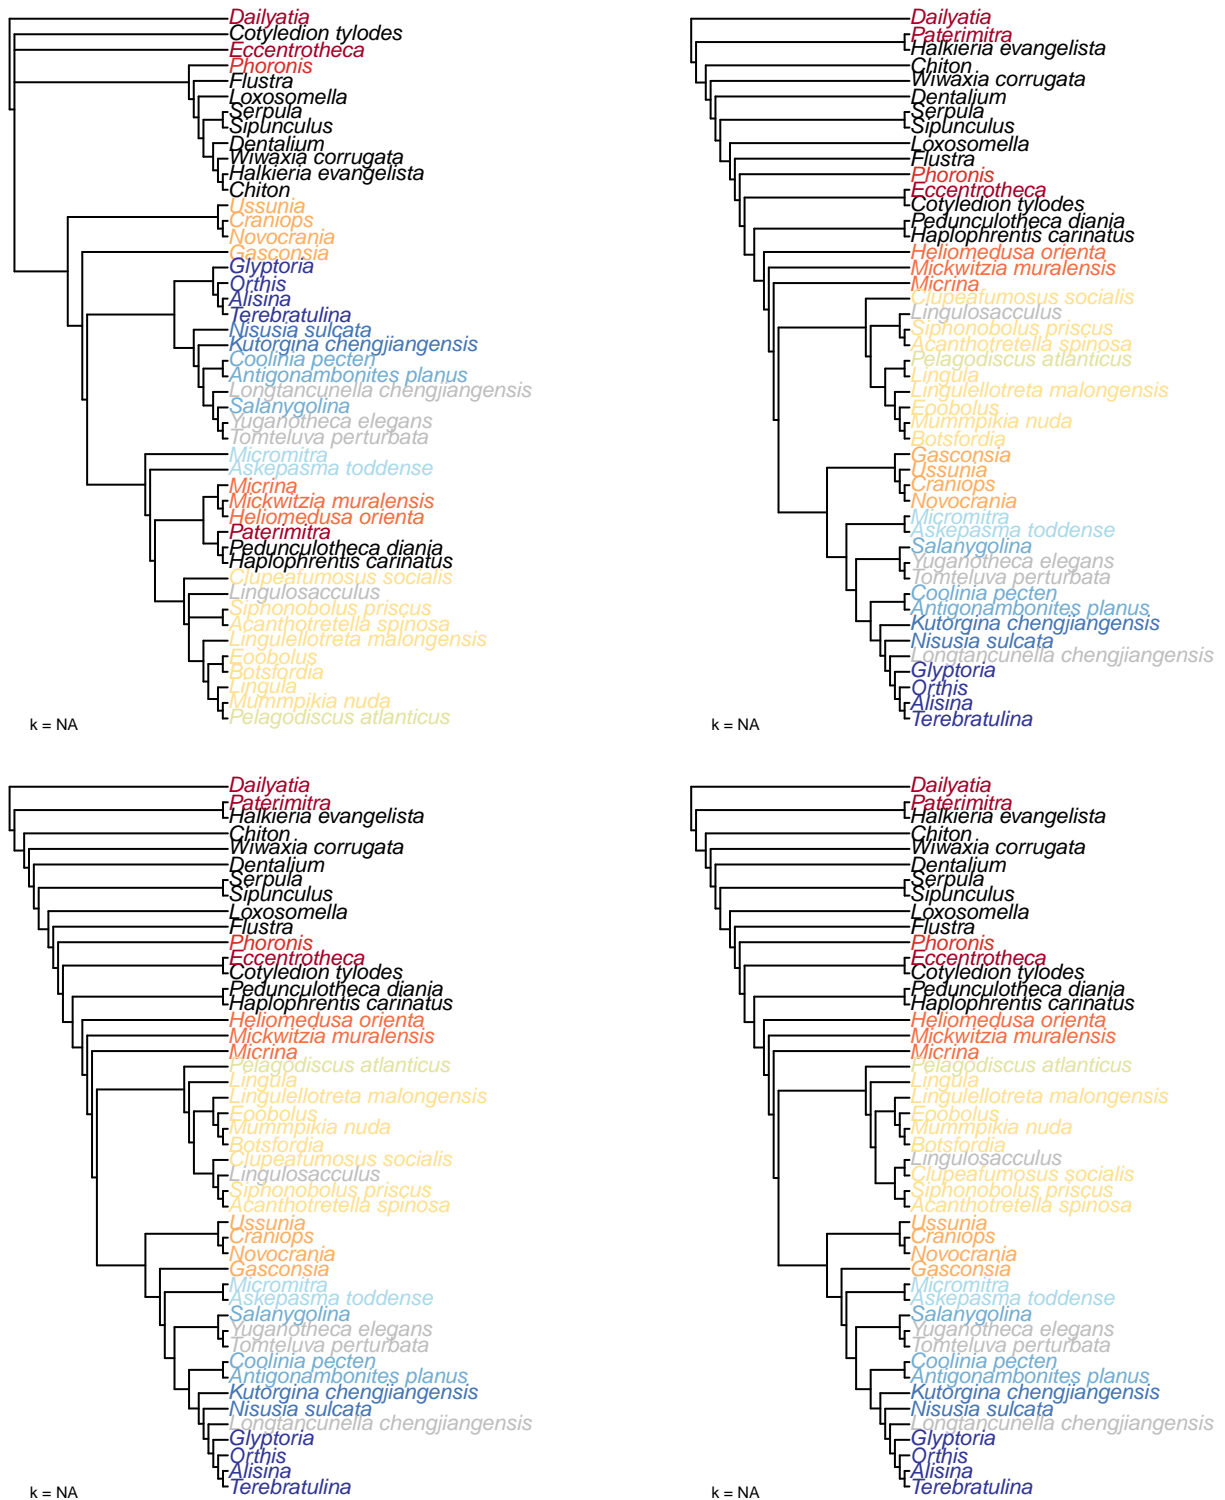 Dailyatia
Cotyledion tylodes
Eccentrotheca
Phoronis
Flustra
Loxosomella
Serpula
Sipunculus
Dentalium
Wiwaxia corrugata
Halkieria evangelista
Chiton
Ussunia
Craniops
Novocrania
Gasconsia
Glyptoria
Orthis
Alisina
Terebratulina
Nisusia sulcata
Kutorgina chengjiangensis
Coolinia pecten
Antigonambonites planus
Longtancunella chengjiangensis
Salanygolina
Yuganotheca elegans
Tomteluva perturbata
Micromitra
Askepasma toddense
Micrina
Mickwitzia muralensis
Heliomedusa orienta
Paterimitra
Pedunculotheca diania
Haplophrentis carinatus
Clupeafumosus socialis
Lingulosacculus
Siphonobolus priscus
Acanthotretella spinosa
Lingulellotreta malongensis
Eoobolus
Botsfordia
Lingula
Mummpikia nuda
Pelagodiscus atlanticus
k = NA
Dailyatia
Paterimitra
Halkieria evangelista
Chiton
Wiwaxia corrugata
Dentalium
Serpula
Sipunculus
Loxosomella
Flustra
Phoronis
Eccentrotheca
Cotyledion tylodes
Pedunculotheca diania
Haplophrentis carinatus
Heliomedusa orienta
Mickwitzia muralensis
Micrina
Clupeafumosus socialis
Lingulosacculus
Siphonobolus priscus
Acanthotretella spinosa
Pelagodiscus atlanticus
Lingula
Lingulellotreta malongensis
Eoobolus
Mummpikia nuda
Botsfordia
Gasconsia
Ussunia
Craniops
Novocrania
Micromitra
Askepasma toddense
Salanygolina
Yuganotheca elegans
Tomteluva perturbata
Coolinia pecten
Antigonambonites planus
Kutorgina chengjiangensis
Nisusia sulcata
Longtancunella chengjiangensis
Glyptoria
Orthis
Alisina
Terebratulina
k = NA
Dailyatia
Paterimitra
Halkieria evangelista
Chiton
Wiwaxia corrugata
Dentalium
Serpula
Sipunculus
Loxosomella
Flustra
Phoronis
Eccentrotheca
Cotyledion tylodes
Pedunculotheca diania
Haplophrentis carinatus
Heliomedusa orienta
Mickwitzia muralensis
Micrina
Pelagodiscus atlanticus
Lingula
Lingulellotreta malongensis
Eoobolus
Mummpikia nuda
Botsfordia
Clupeafumosus socialis
Lingulosacculus
Siphonobolus priscus
Acanthotretella spinosa
Ussunia
Craniops
Novocrania
Gasconsia
Micromitra
Askepasma toddense
Salanygolina
Yuganotheca elegans
Tomteluva perturbata
Coolinia pecten
Antigonambonites planus
Kutorgina chengjiangensis
Nisusia sulcata
Longtancunella chengjiangensis
Glyptoria
Orthis
Alisina
Terebratulina
k = NA
Dailyatia
Paterimitra
Halkieria evangelista
Chiton
Wiwaxia corrugata
Dentalium
Serpula
Sipunculus
Loxosomella
Flustra
Phoronis
Eccentrotheca
Cotyledion tylodes
Pedunculotheca diania
Haplophrentis carinatus
Heliomedusa orienta
Mickwitzia muralensis
Micrina
Pelagodiscus atlanticus
Lingula
Lingulellotreta malongensis
Eoobolus
Mummpikia nuda
Botsfordia
Lingulosacculus
Clupeafumosus socialis
Siphonobolus priscus
Acanthotretella spinosa
Ussunia
Craniops
Novocrania
Gasconsia
Micromitra
Askepasma toddense
Salanygolina
Yuganotheca elegans
Tomteluva perturbata
Coolinia pecten
Antigonambonites planus
Kutorgina chengjiangensis
Nisusia sulcata
Longtancunella chengjiangensis
Glyptoria
Orthis
Alisina
Terebratulina
k = NA